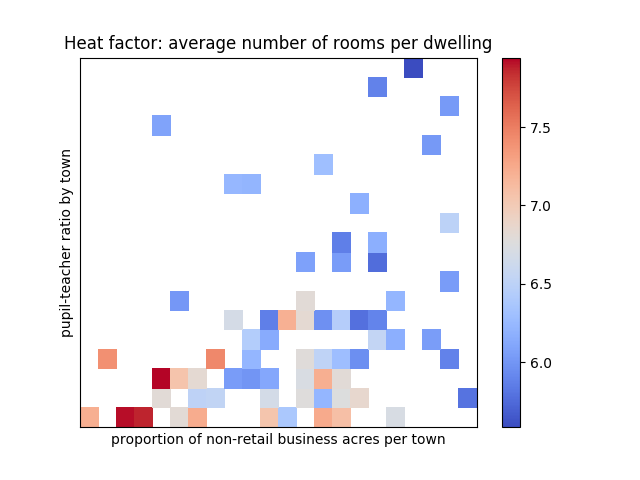 Heat factor: average number of rooms per dwelling
pupil-teacher ratio by town
7.5
7.0
6.5
6.0
proportion of non-retail business acres per town